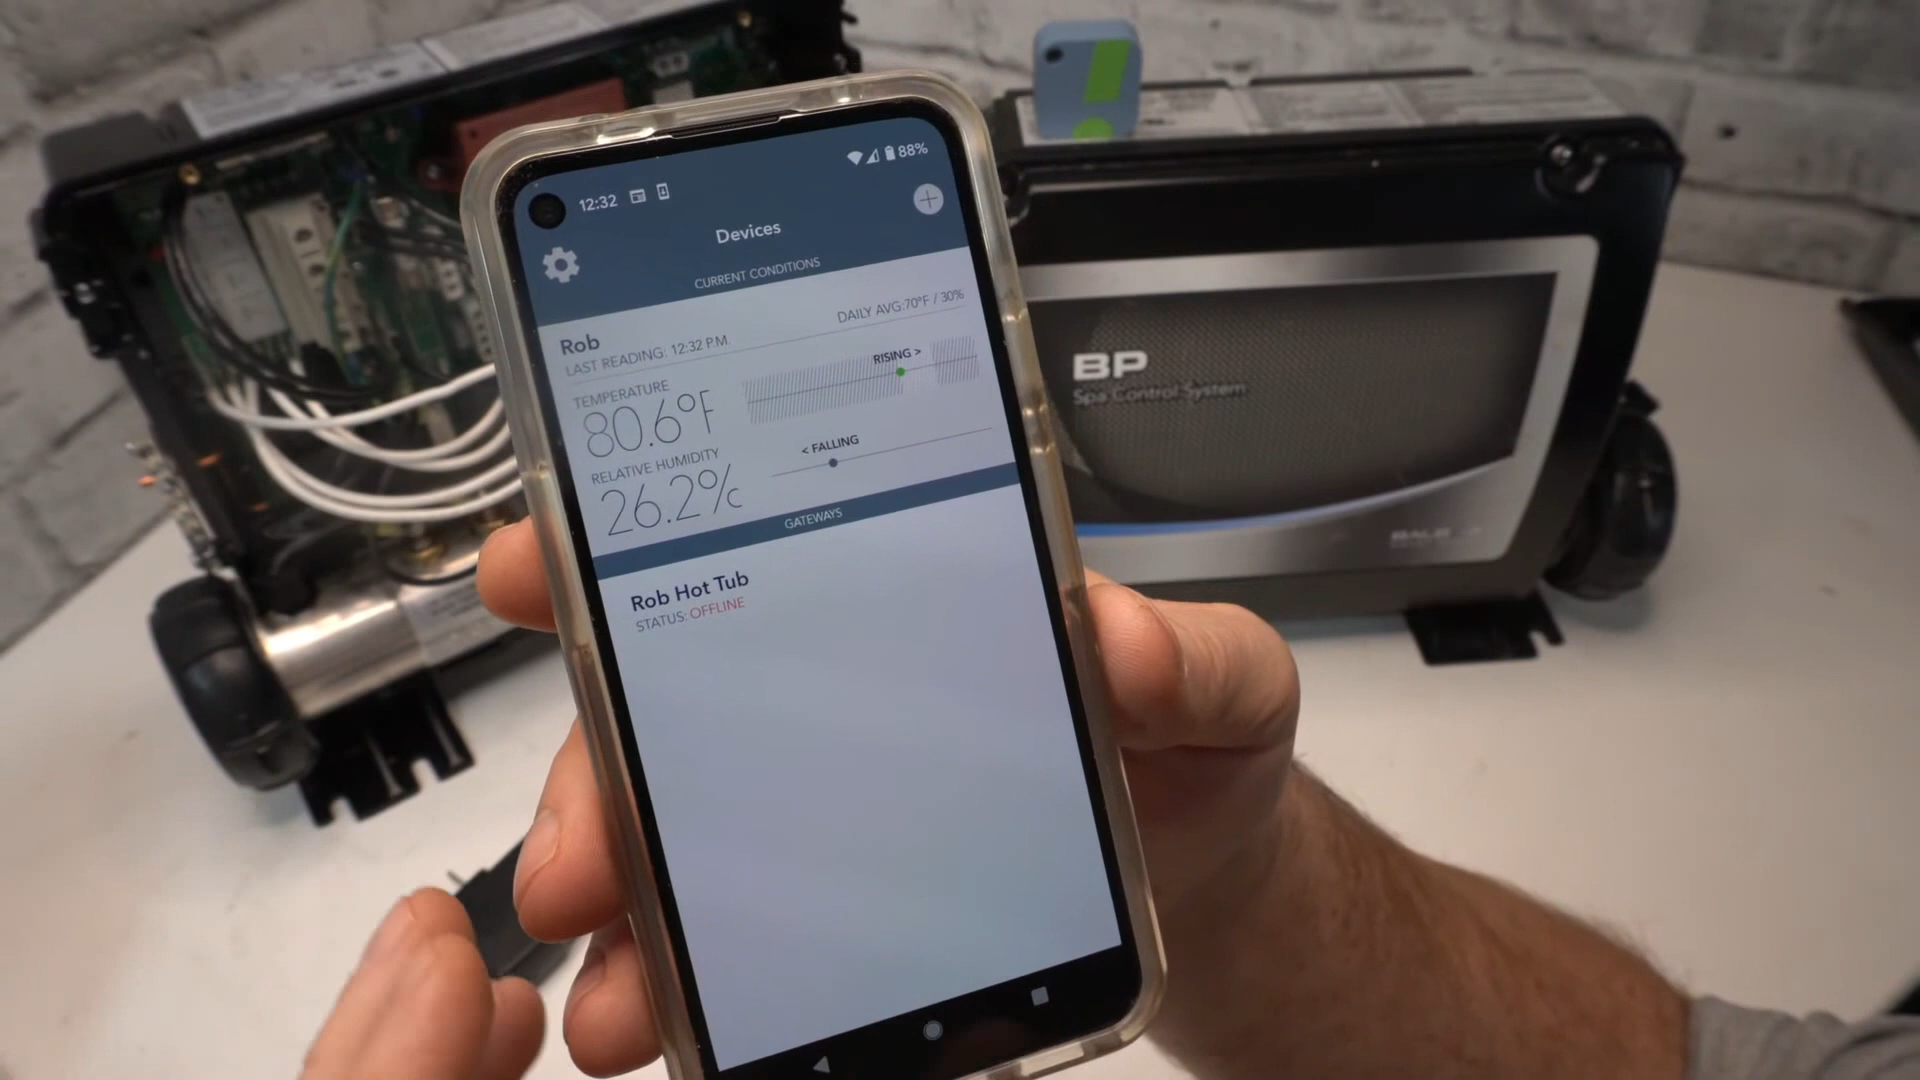 12:32
88%
Devices
CURRENT CONDITIONS
Rob
DAILY AVG:70°F / 30%
LAST READING: 12:32 P.M.
TEMPERATURE
RISING >
80.6°F
RELATIVE HUMIDITY
< FALLING
26.2%
GATEWAYS
Rob Hot Tub
STATUS: OFFLINE
BP
Spa Control System